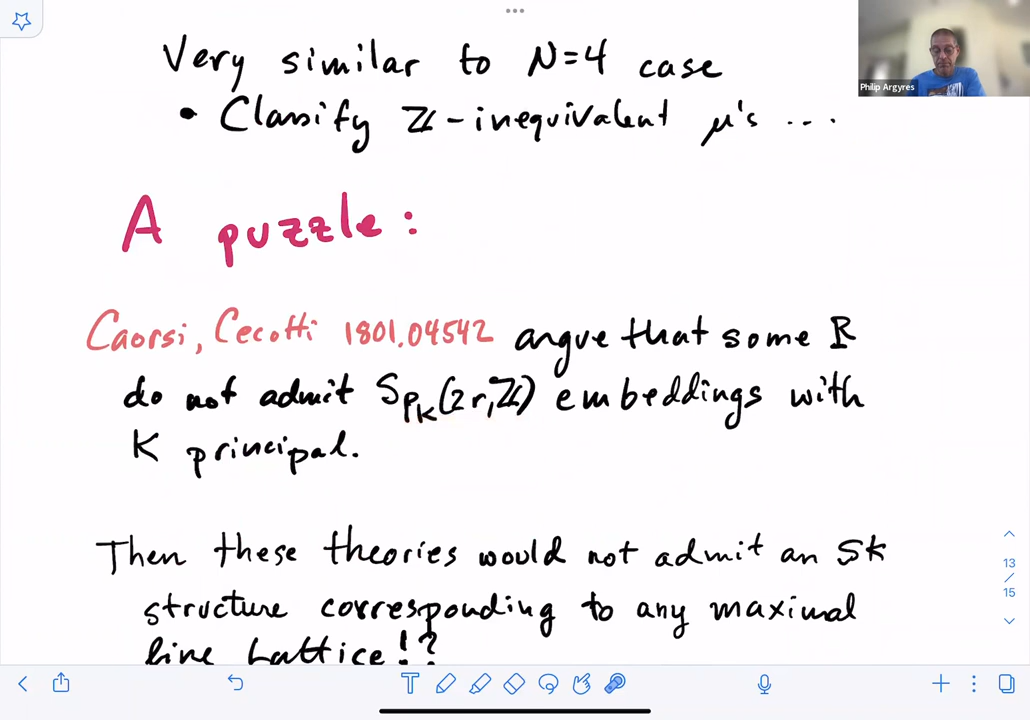 Very similar to N=4 case
• Classify ℤ-inequivalent μ's ...
Philip Argyres
A puzzle:
Caorsi, Cecotti 1801.04542 argue that some R
do not admit Sp_K(2r,ℤ) embeddings with
K principal.
Then these theories would not admit an SK
structure corresponding to any maximal
line lattice!?
13
/
15
T